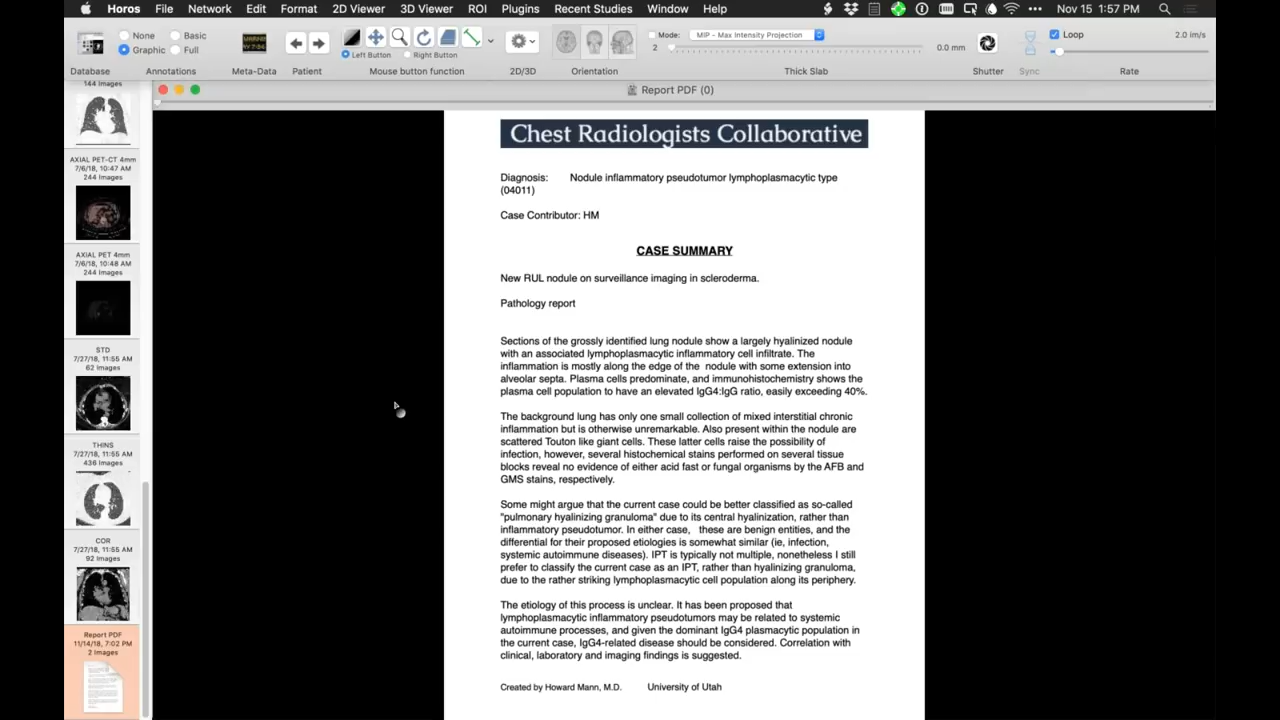 Horos File Network Edit Format 2D Viewer 3D Viewer ROI Plugins Recent Studies Window Help Nov 15 1:57 PM
None Basic
Graphic Full
Left Button Right Button
Mode: MIP - Max Intensity Projection
2 0.0 mm
Loop 2.0 im/s
Database Annotations Meta-Data Patient Mouse button function 2D/3D Orientation Thick Slab Shutter Sync Rate
Report PDF (0)
144 Images
AXIAL PET-CT 4mm
7/6/18, 10:47 AM
244 Images
AXIAL PET 4mm
7/6/18, 10:48 AM
244 Images
STD
7/27/18, 11:55 AM
62 Images
THINS
7/27/18, 11:55 AM
436 Images
COR
7/27/18, 11:55 AM
92 Images
Report PDF
11/14/18, 7:02 PM
2 Images
Chest Radiologists Collaborative
Diagnosis: Nodule inflammatory pseudotumor lymphoplasmacytic type
(04011)
Case Contributor: HM
CASE SUMMARY
New RUL nodule on surveillance imaging in scleroderma.
Pathology report
Sections of the grossly identified lung nodule show a largely hyalinized nodule
with an associated lymphoplasmacytic inflammatory cell infiltrate. The
inflammation is mostly along the edge of the nodule with some extension into
alveolar septa. Plasma cells predominate, and immunohistochemistry shows the
plasma cell population to have an elevated IgG4:IgG ratio, easily exceeding 40%.
The background lung has only one small collection of mixed interstitial chronic
inflammation but is otherwise unremarkable. Also present within the nodule are
scattered Touton like giant cells. These latter cells raise the possibility of
infection, however, several histochemical stains performed on several tissue
blocks reveal no evidence of either acid fast or fungal organisms by the AFB and
GMS stains, respectively.
Some might argue that the current case could be better classified as so-called
"pulmonary hyalinizing granuloma" due to its central hyalinization, rather than
inflammatory pseudotumor. In either case, these are benign entities, and the
differential for their proposed etiologies is somewhat similar (ie, infection,
systemic autoimmune diseases). IPT is typically not multiple, nonetheless I still
prefer to classify the current case as an IPT, rather than hyalinizing granuloma,
due to the rather striking lymphoplasmacytic cell population along its periphery.
The etiology of this process is unclear. It has been proposed that
lymphoplasmacytic inflammatory pseudotumors may be related to systemic
autoimmune processes, and given the dominant IgG4 plasmacytic population in
the current case, IgG4-related disease should be considered. Correlation with
clinical, laboratory and imaging findings is suggested.
Created by Howard Mann, M.D. University of Utah